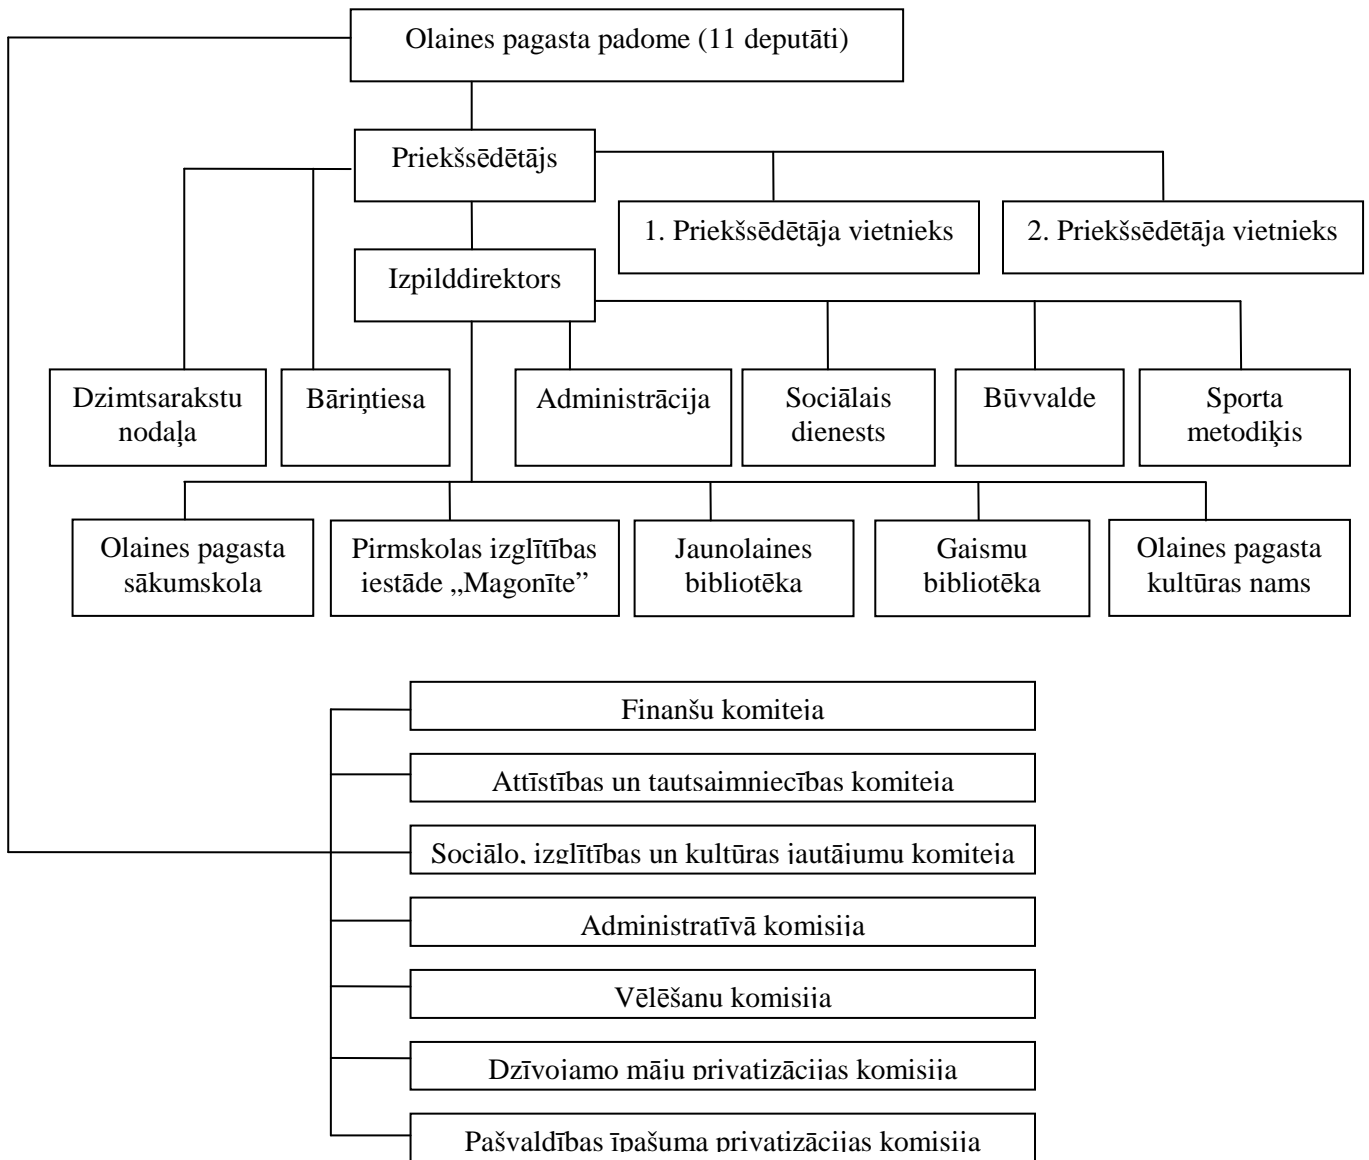 Olaines pagasta padome (11 deputāti)
Priekšsēdētājs
1. Priekšsēdētāja vietnieks
2. Priekšsēdētāja vietnieks
Izpilddirektors
Dzimtsarakstu
nodaļa
Bāriņtiesa
Administrācija
Sociālais
dienests
Būvvalde
Sporta
metodiķis
Olaines pagasta
sākumskola
Pirmskolas izglītības
iestāde „Magonīte”
Jaunolaines
bibliotēka
Gaismu
bibliotēka
Olaines pagasta
kultūras nams
Finanšu komiteja
Attīstības un tautsaimniecības komiteja
Sociālo, izglītības un kultūras jautājumu komiteja
Administratīvā komisija
Vēlēšanu komisija
Dzīvojamo māju privatizācijas komisija
Pašvaldības īpašuma privatizācijas komisija